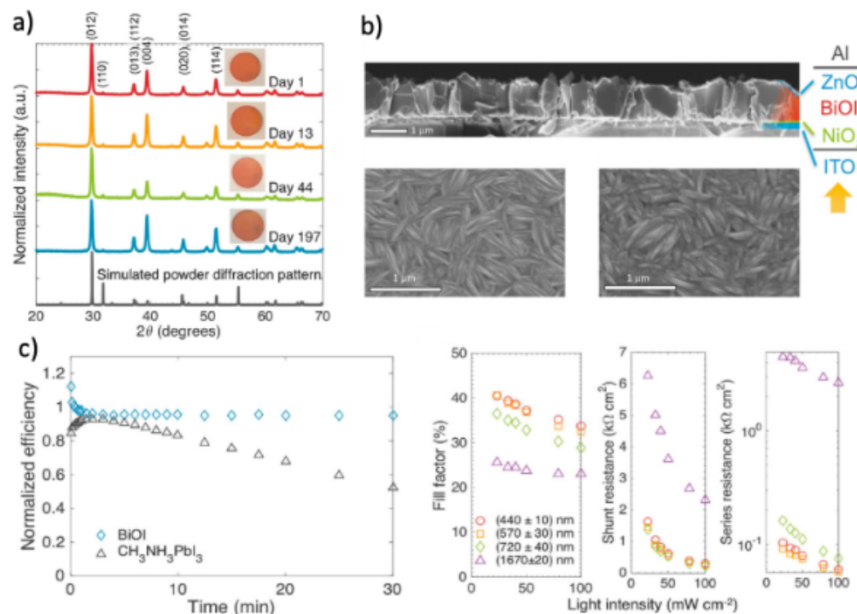 a)
(012)
(110)
(013), (112)
(004)
(020), (014)
(114)
Day 1
Day 13
Day 44
Day 197
Simulated powder diffraction pattern
Normalized intensity (a.u.)
20 30 40 50 60 70
2θ (degrees)
b)
1 μm
Al
ZnO
BiOI
NiO
ITO
1 μm
1 μm
c)
Normalized efficiency
1.2
1
0.8
0.6
0.4
0.2
0
0 10 20 30
Time (min)
BiOI
CH₃NH₃PbI₃
Fill factor (%)
50
40
30
20
10
0
(440 ± 10) nm
(570 ± 30) nm
(720 ± 40) nm
(1670±20) nm
0 50 100
Shunt resistance (kΩ cm²)
7
6
5
4
3
2
1
0
0 50 100
Series resistance (kΩ cm²)
10⁰
10⁻¹
0 50 100
Light intensity (mW cm⁻²)